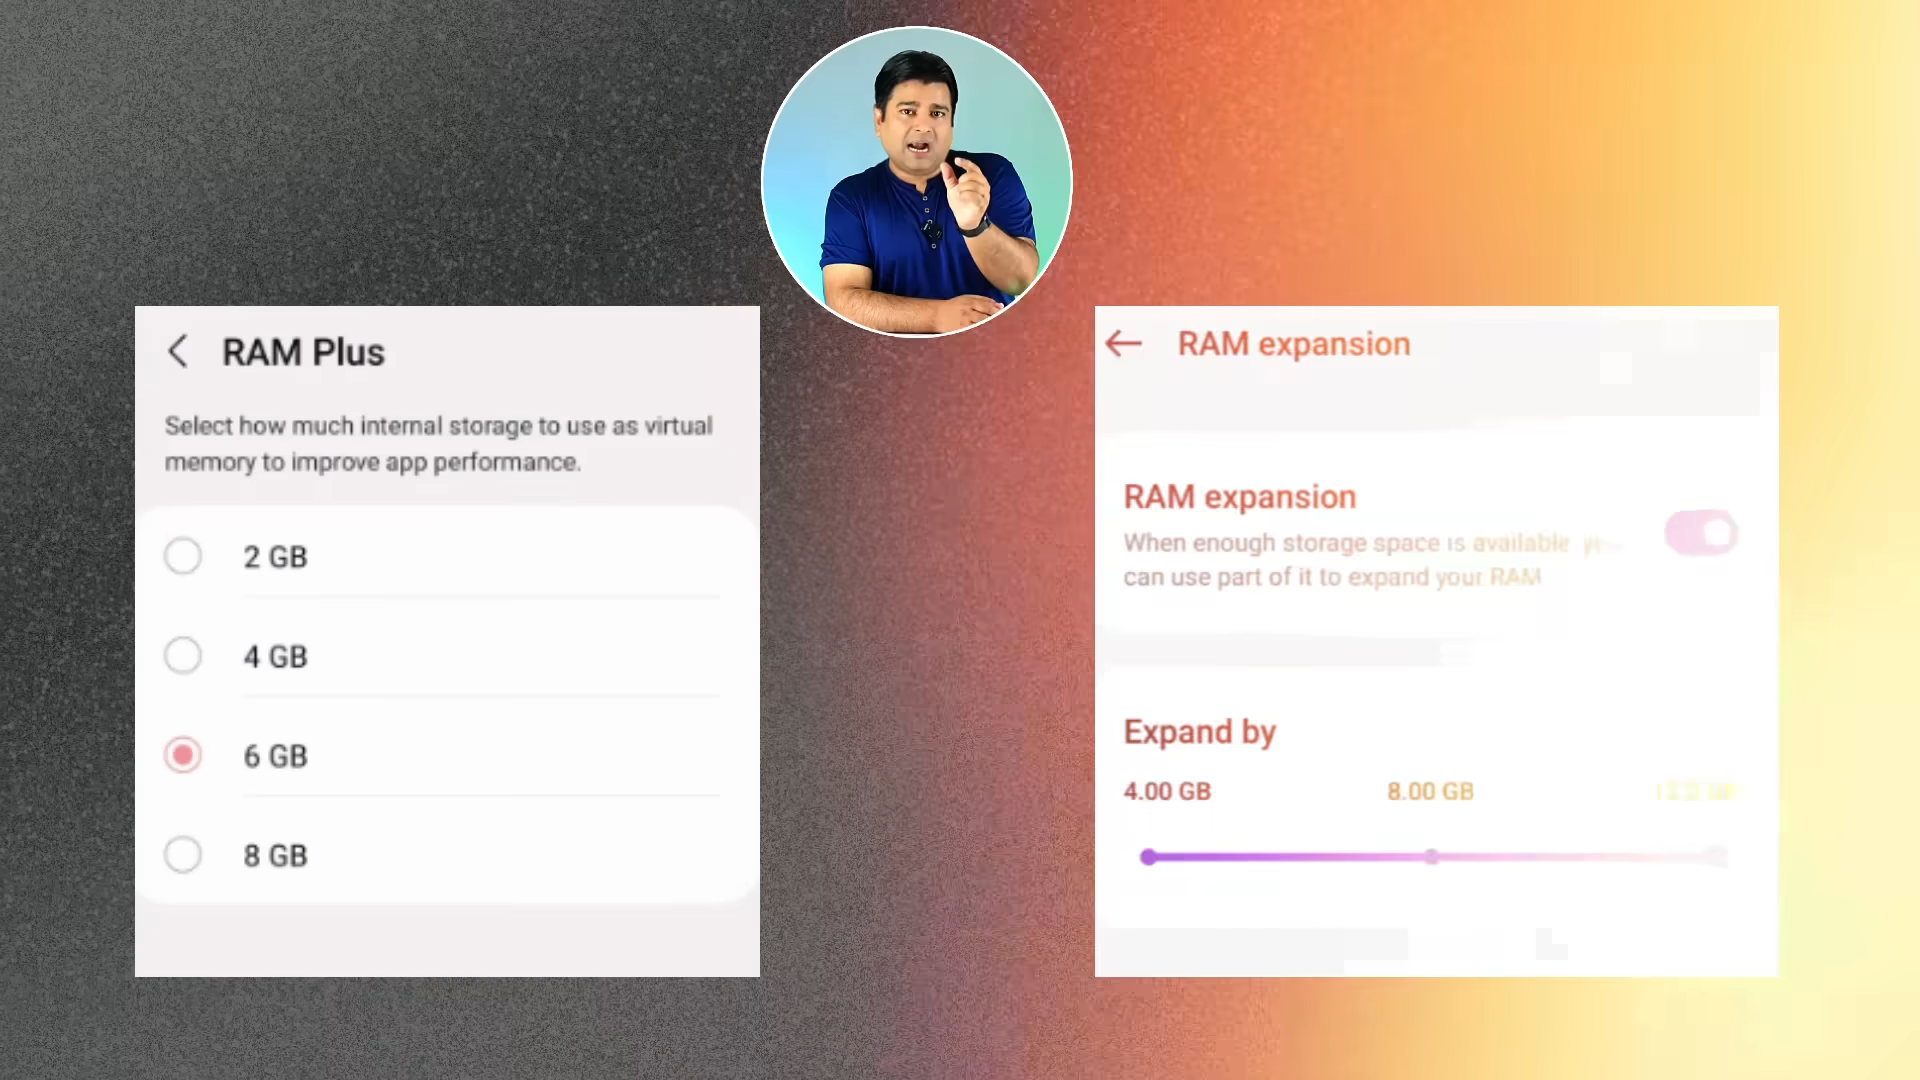 RAM Plus
Select how much internal storage to use as virtual
memory to improve app performance.
2 GB
4 GB
6 GB
8 GB
RAM expansion
RAM expansion
When enough storage space is available
can use part of it to expand your RAM
Expand by
4.00 GB
8.00 GB